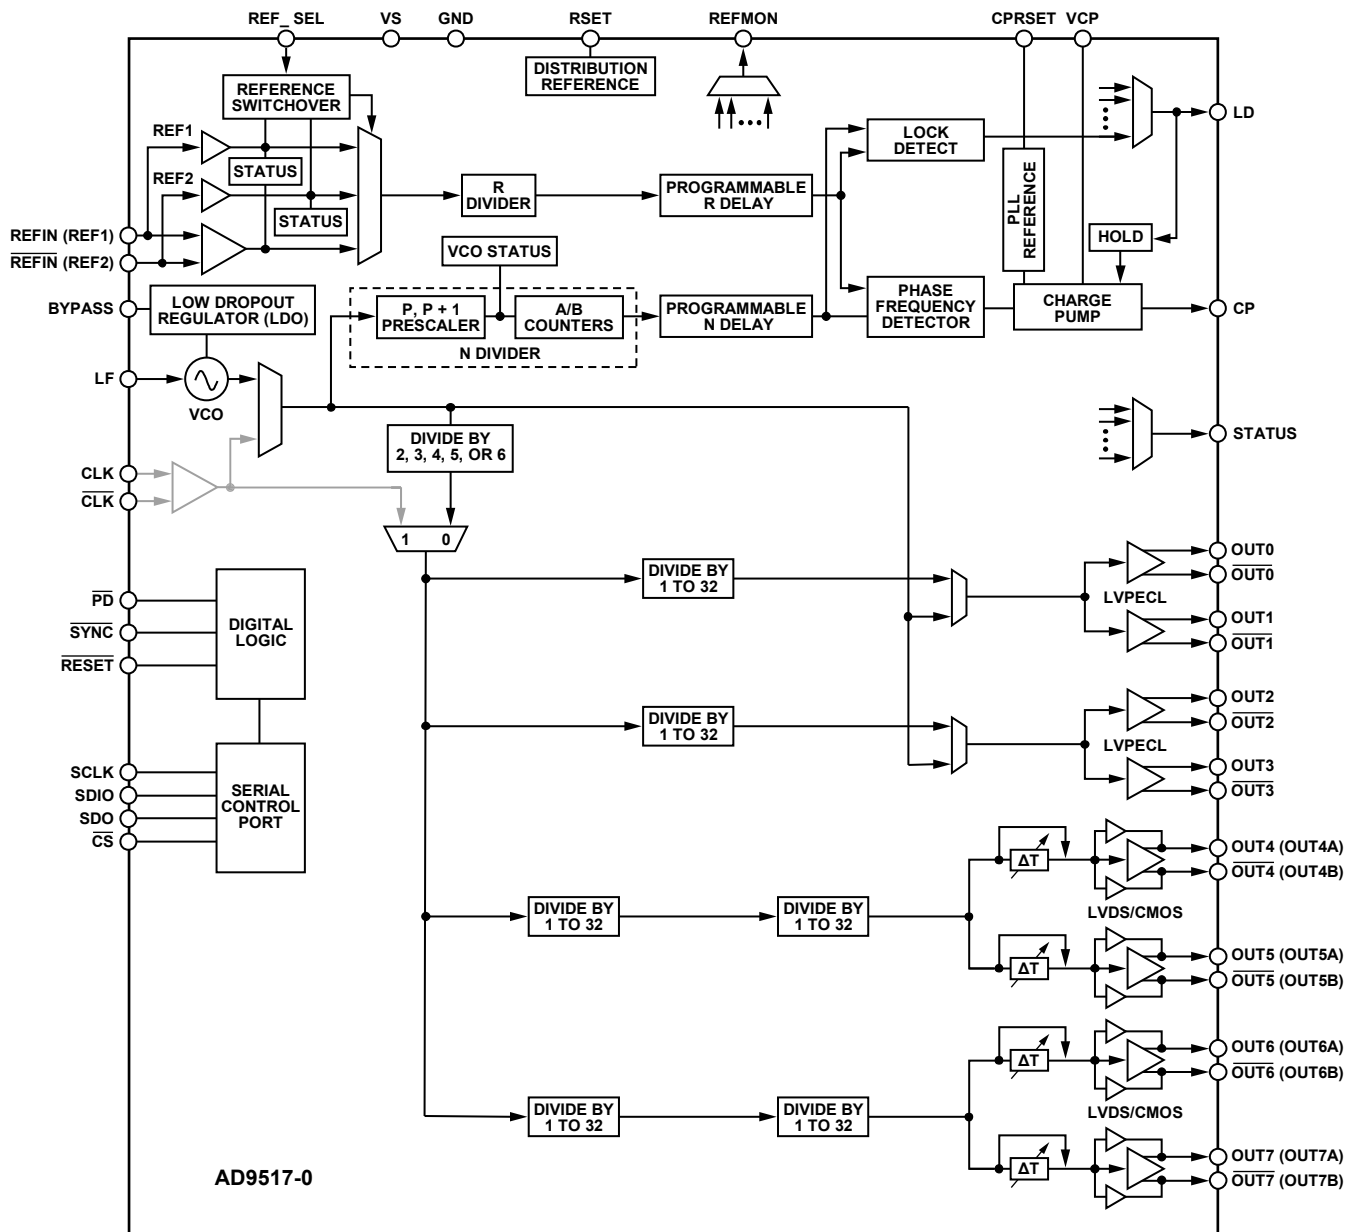 REF_ SEL
VS
GND
RSET
REFMON
CPRSET
VCP
DISTRIBUTION
REFERENCE
REFERENCE
SWITCHOVER
REF1
STATUS
REF2
STATUS
R
DIVIDER
PROGRAMMABLE
R DELAY
LOCK
DETECT
PLL
REFERENCE
HOLD
LD
REFIN (REF1)
REFIN (REF2)
BYPASS
LOW DROPOUT
REGULATOR (LDO)
VCO STATUS
P, P + 1
PRESCALER
A/B
COUNTERS
N DIVIDER
PROGRAMMABLE
N DELAY
PHASE
FREQUENCY
DETECTOR
CHARGE
PUMP
CP
LF
VCO
STATUS
DIVIDE BY
2, 3, 4, 5, OR 6
CLK
CLK
1 0
DIVIDE BY
1 TO 32
LVPECL
OUT0
OUT0
OUT1
OUT1
PD
SYNC
RESET
DIGITAL
LOGIC
DIVIDE BY
1 TO 32
LVPECL
OUT2
OUT2
OUT3
OUT3
SCLK
SDIO
SDO
CS
SERIAL
CONTROL
PORT
DIVIDE BY
1 TO 32
DIVIDE BY
1 TO 32
ΔT
ΔT
LVDS/CMOS
OUT4 (OUT4A)
OUT4 (OUT4B)
OUT5 (OUT5A)
OUT5 (OUT5B)
DIVIDE BY
1 TO 32
DIVIDE BY
1 TO 32
ΔT
ΔT
LVDS/CMOS
OUT6 (OUT6A)
OUT6 (OUT6B)
OUT7 (OUT7A)
OUT7 (OUT7B)
AD9517-0